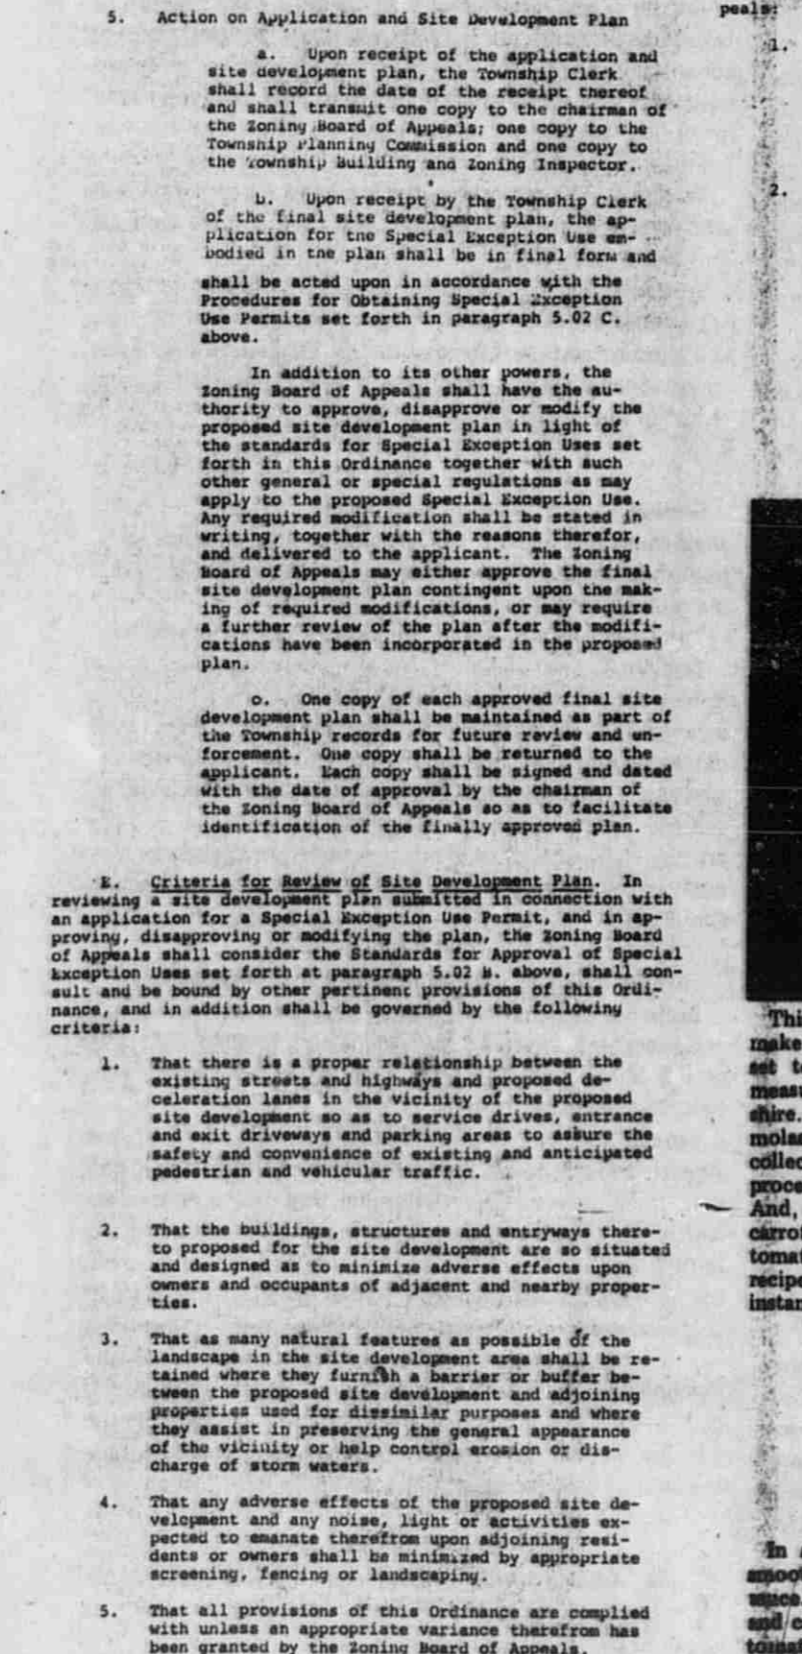 5. Action on Application and Site Development Plan
a. Upon receipt of the application and
site development plan, the Township Clerk
shall record the date of the receipt thereof
and shall transmit one copy to the chairman of
the Zoning Board of Appeals; one copy to the
Township Planning Commission and one copy to
the Township Building and Zoning Inspector.
b. Upon receipt by the Township Clerk
of the final site development plan, the ap-
plication for the Special Exception Use em-
bodied in the plan shall be in final form and
shall be acted upon in accordance with the
Procedures for Obtaining Special Exception
Use Permits set forth in paragraph 5.02 C.
above.
In addition to its other powers, the
Zoning Board of Appeals shall have the au-
thority to approve, disapprove or modify the
proposed site development plan in light of
the standards for Special Exception Uses set
forth in this Ordinance together with such
other general or special regulations as may
apply to the proposed Special Exception Use.
Any required modification shall be stated in
writing, together with the reasons therefor,
and delivered to the applicant. The Zoning
Board of Appeals may either approve the final
site development plan contingent upon the mak-
ing of required modifications, or may require
a further review of the plan after the modifi-
cations have been incorporated in the proposed
plan.
c. One copy of each approved final site
development plan shall be maintained as part of
the Township records for future review and en-
forcement. One copy shall be returned to the
applicant. Each copy shall be signed and dated
with the date of approval by the chairman of
the Zoning Board of Appeals so as to facilitate
identification of the finally approved plan.
E. Criteria for Review of Site Development Plan. In
reviewing a site development plan submitted in connection with
an application for a Special Exception Use Permit, and in ap-
proving, disapproving or modifying the plan, the Zoning Board
of Appeals shall consider the Standards for Approval of Special
Exception Uses set forth at paragraph 5.02 B. above, shall con-
sult and be bound by other pertinent provisions of this Ordi-
nance, and in addition shall be governed by the following
criteria:
1. That there is a proper relationship between the
existing streets and highways and proposed de-
celeration lanes in the vicinity of the proposed
site development so as to service drives, entrance
and exit driveways and parking areas to assure the
safety and convenience of existing and anticipated
pedestrian and vehicular traffic.
2. That the buildings, structures and entryways there-
to proposed for the site development are so situated
and designed as to minimize adverse effects upon
owners and occupants of adjacent and nearby proper-
ties.
3. That as many natural features as possible of the
landscape in the site development area shall be re-
tained where they furnish a barrier or buffer be-
tween the proposed site development and adjoining
properties used for dissimilar purposes and where
they assist in preserving the general appearance
of the vicinity or help control erosion or dis-
charge of storm waters.
4. That any adverse effects of the proposed site de-
velopment and any noise, light or activities ex-
pected to emanate therefrom upon adjoining resi-
dents or owners shall be minimized by appropriate
screening, fencing or landscaping.
5. That all provisions of this Ordinance are complied
with unless an appropriate variance therefrom has
been granted by the Zoning Board of Appeals.
peals:
1.
2.
Thi
make
set t
measu
shire.
molas
collec
proce
And,
carrot
tomat
recipe
instan
In a
smoot
sauce.
and c
tomat